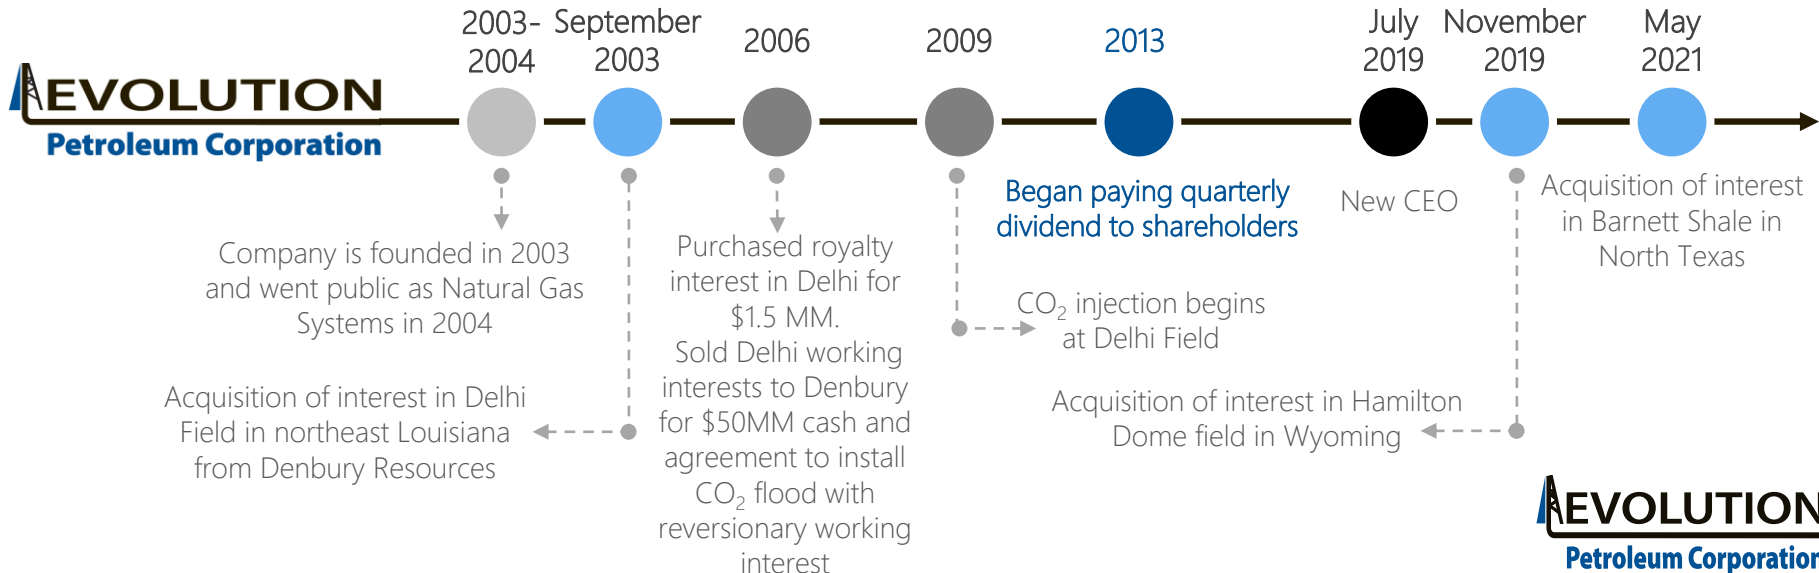 EVOLUTION
Petroleum Corporation
2003-
2004
September
2003
2006
2009
2013
July
2019
November
2019
May
2021
Company is founded in 2003
and went public as Natural Gas
Systems in 2004
Acquisition of interest in Delhi
Field in northeast Louisiana
from Denbury Resources
Purchased royalty
interest in Delhi for
$1.5 MM.
Sold Delhi working
interests to Denbury
for $50MM cash and
agreement to install
CO₂ flood with
reversionary working
interest
CO₂ injection begins
at Delhi Field
Began paying quarterly
dividend to shareholders
New CEO
Acquisition of interest in Hamilton
Dome field in Wyoming
Acquisition of interest
in Barnett Shale in
North Texas
EVOLUTION
Petroleum Corporation